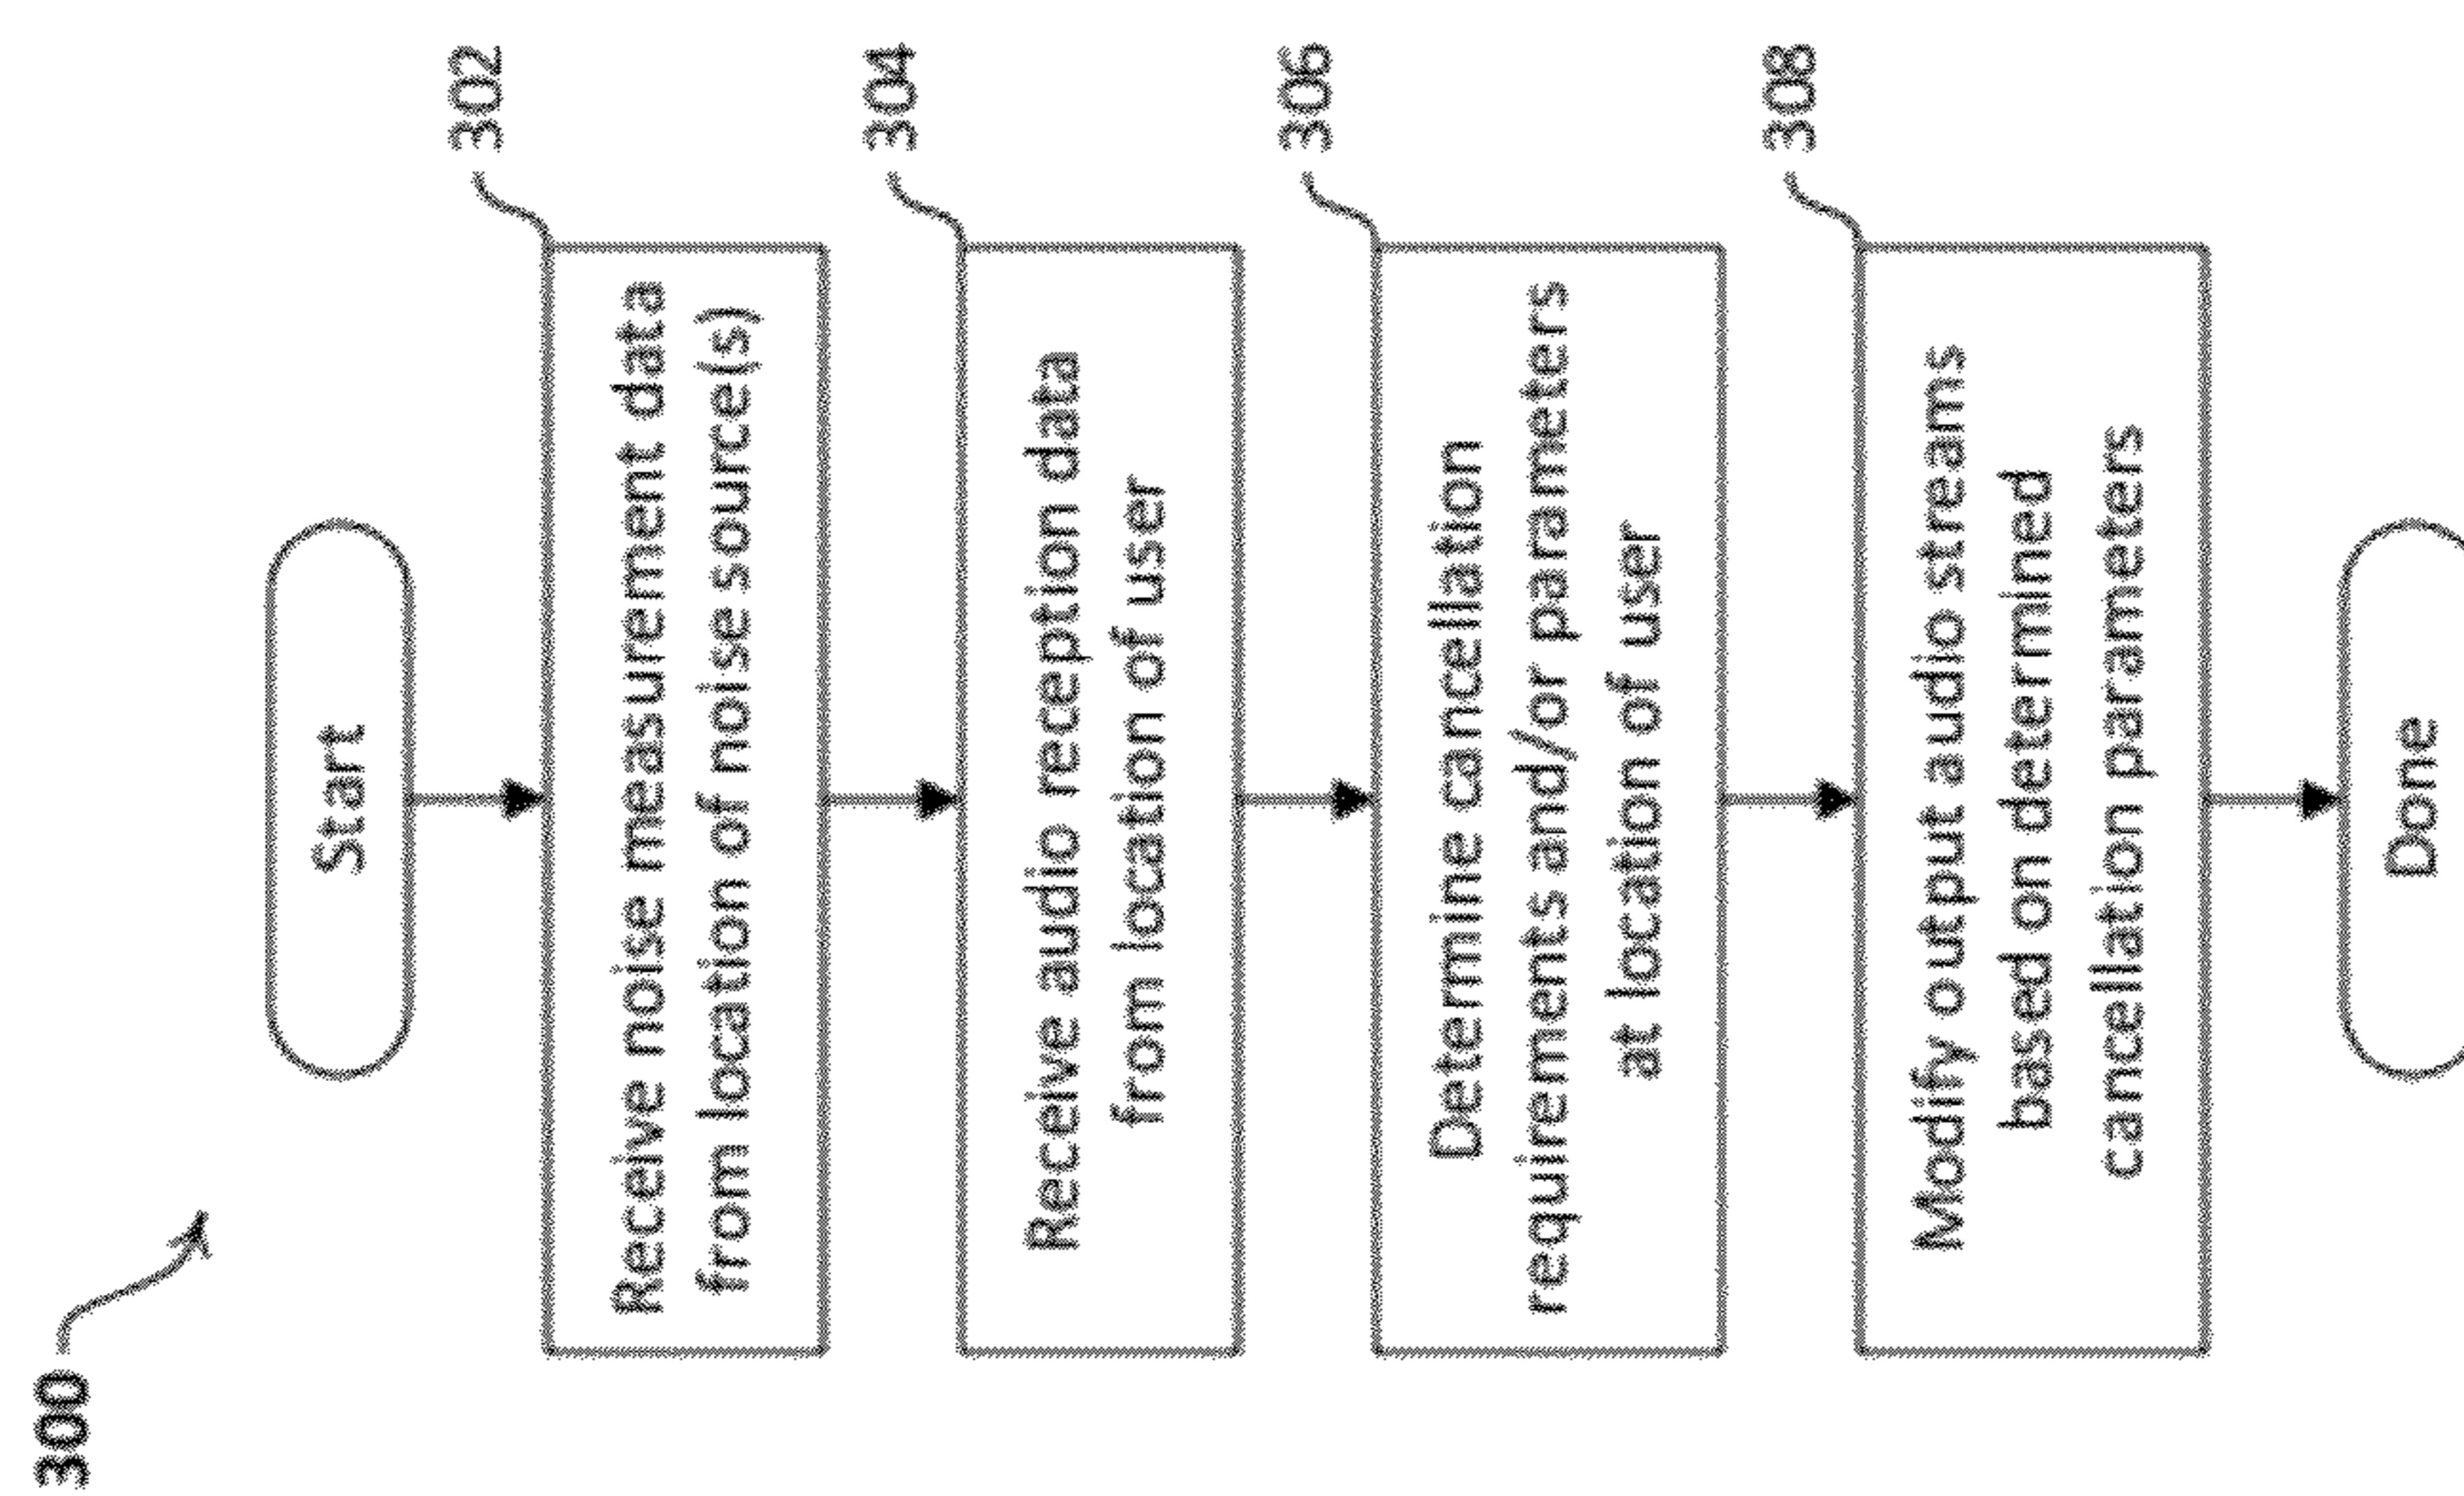 300
Start
302
Receive noise measurement data
from location of noise source(s)
304
Receive audio reception data
from location of user
306
Determine cancellation
requirements and/or parameters
at location of user
308
Modify output audio streams
based on determined
cancellation parameters
Done